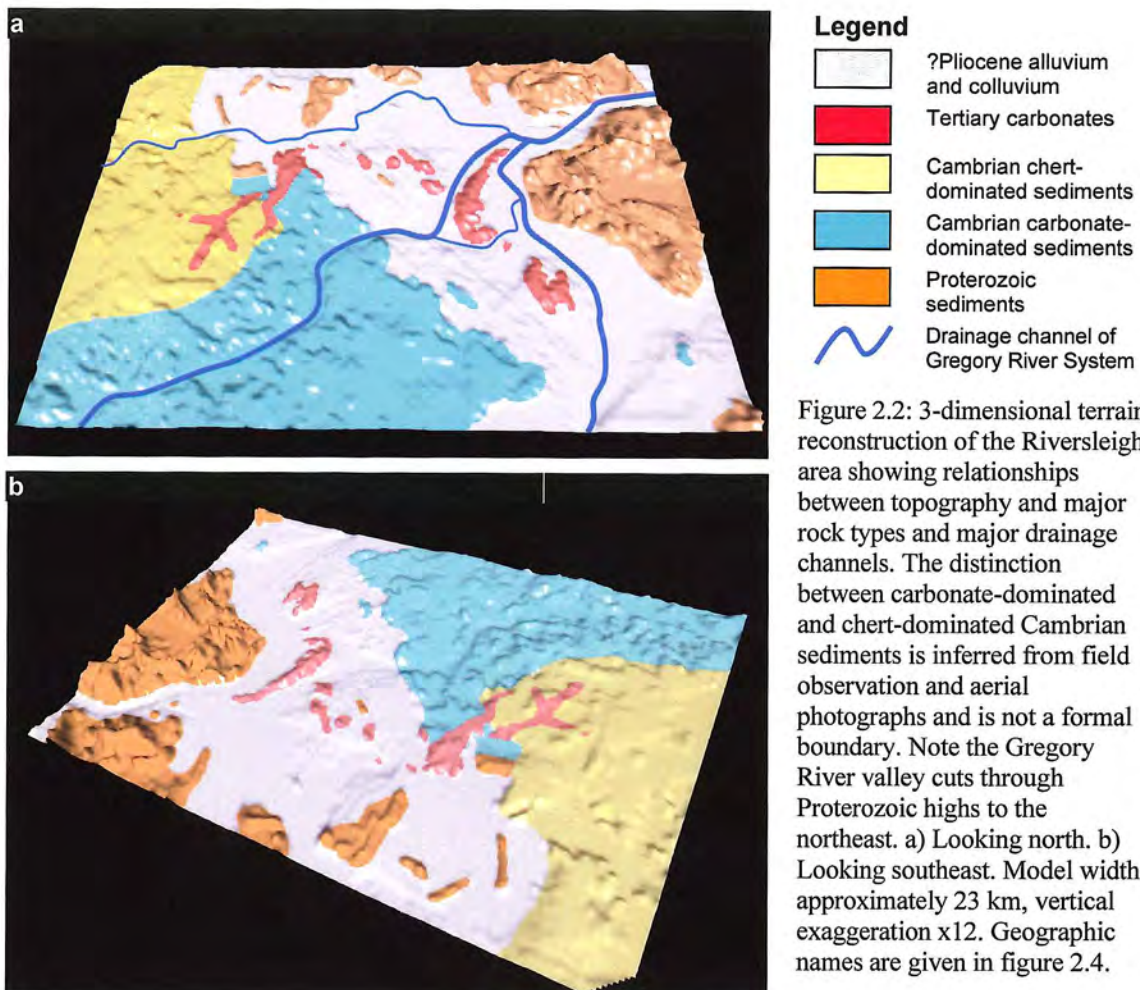 a
b
Legend
?Pliocene alluvium
and colluvium
Tertiary carbonates
Cambrian chert-
dominated sediments
Cambrian carbonate-
dominated sediments
Proterozoic
sediments
Drainage channel of
Gregory River System
Figure 2.2: 3-dimensional terrain
reconstruction of the Riversleigh
area showing relationships
between topography and major
rock types and major drainage
channels. The distinction
between carbonate-dominated
and chert-dominated Cambrian
sediments is inferred from field
observation and aerial
photographs and is not a formal
boundary. Note the Gregory
River valley cuts through
Proterozoic highs to the
northeast. a) Looking north. b)
Looking southeast. Model width
approximately 23 km, vertical
exaggeration x12. Geographic
names are given in figure 2.4.